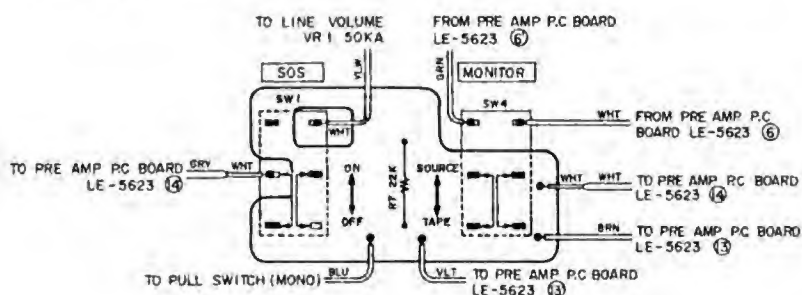 TO LINE VOLUME
VR 1 50KA
FROM PRE AMP P.C BOARD
LE-5623 ⑥'
YLW
GRN
SOS
MONITOR
SW1
SW4
WHT
WHT
FROM PRE AMP. P.C
BOARD LE-5623 ⑥
TO PRE AMP P.C BOARD
LE-5623 ⑭'
GRY
WHT
ON
OFF
RT 22K
SOURCE
TAPE
WHT
WHT
TO PRE AMP P.C BOARD
LE-5623 ⑭
BRN
TO PRE AMP P.C BOARD
LE-5623 ⑬
TO PULL SWITCH (MONO)
BLU
VLT
TO PRE AMP P.C BOARD
LE-5623